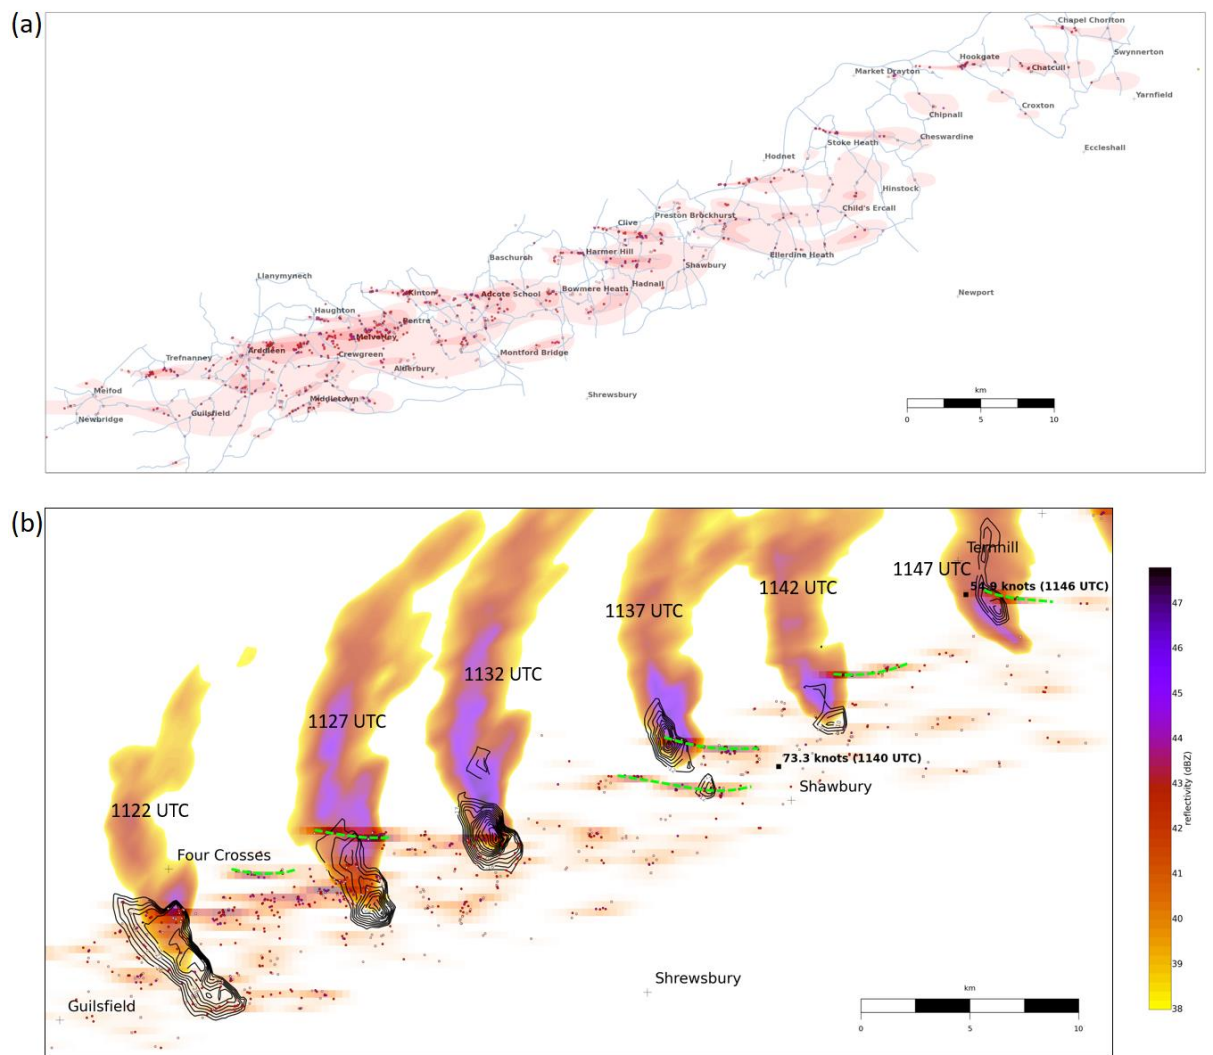 (a)
Chapel Chorlton
Swynnerton
Hookgate
Market Drayton
Chatcull
Yarnfield
Croxton
Chipnall
Cheswardine
Stoke Heath
Eccleshall
Hodnet
Hinstock
Child's Ercall
Preston Brockhurst
Clive
Harmer Hill
Ellerdine Heath
Baschurch
Shawbury
Llanymynech
Hadnall
Bowmere Heath
Adcote School
Kinton
Newport
Haughton
Pentre
Melverley
Arddleen
Crewgreen
Montford Bridge
Trefnanney
Alderbury
Meifod
Middletown
Shrewsbury
Guilsfield
Newbridge
km
0 5 10
(b)
Ternhill
1147 UTC
54.9 knots (1146 UTC)
1142 UTC
1137 UTC
1132 UTC
1127 UTC
73.3 knots (1140 UTC)
Shawbury
1122 UTC
Four Crosses
Shrewsbury
Guilsfield
km
0 5 10
47
46
45
44
43
42
41
40
39
38
reflectivity (dBZ)